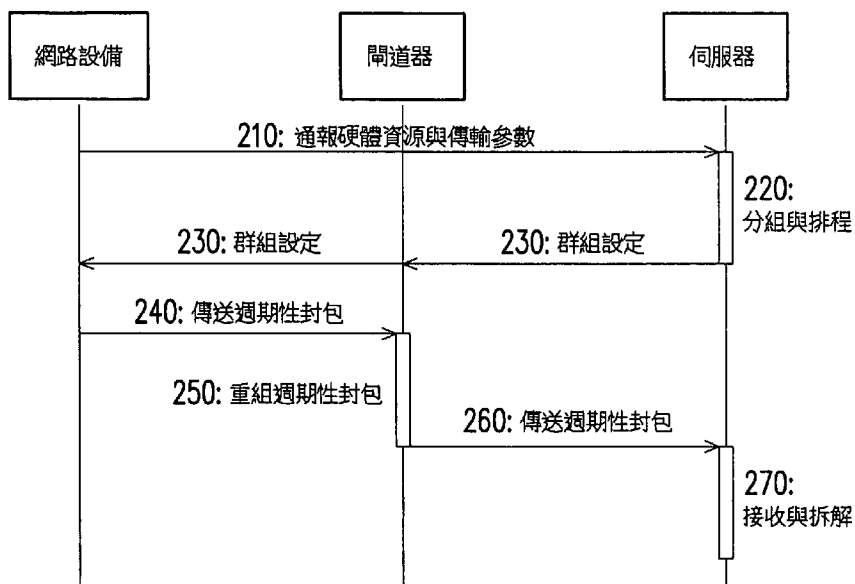 網路設備
閘道器
伺服器
210: 通報硬體資源與傳輸參數
220:
分組與排程
230: 群組設定
230: 群組設定
240: 傳送週期性封包
250: 重組週期性封包
260: 傳送週期性封包
270:
接收與拆解